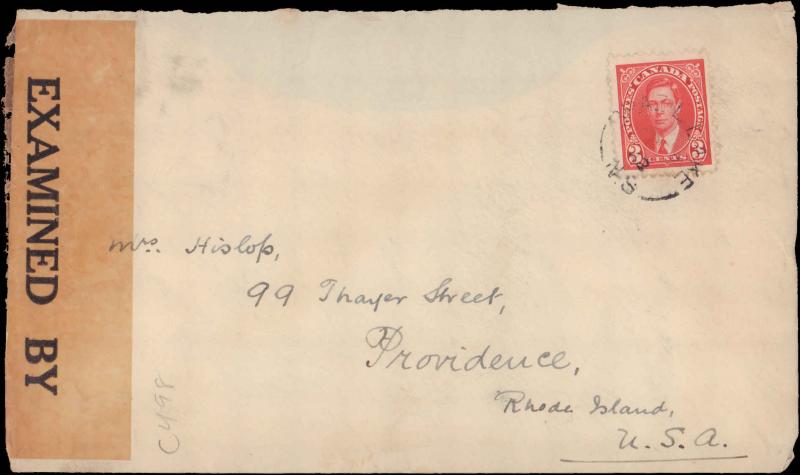 EXAMINED BY
POSTES CANADA POSTAGE
3 3
CENTS
Mrs. Hislop,
99 Thayer Street,
Providence,
Rhode Island,
U.S.A.
C498